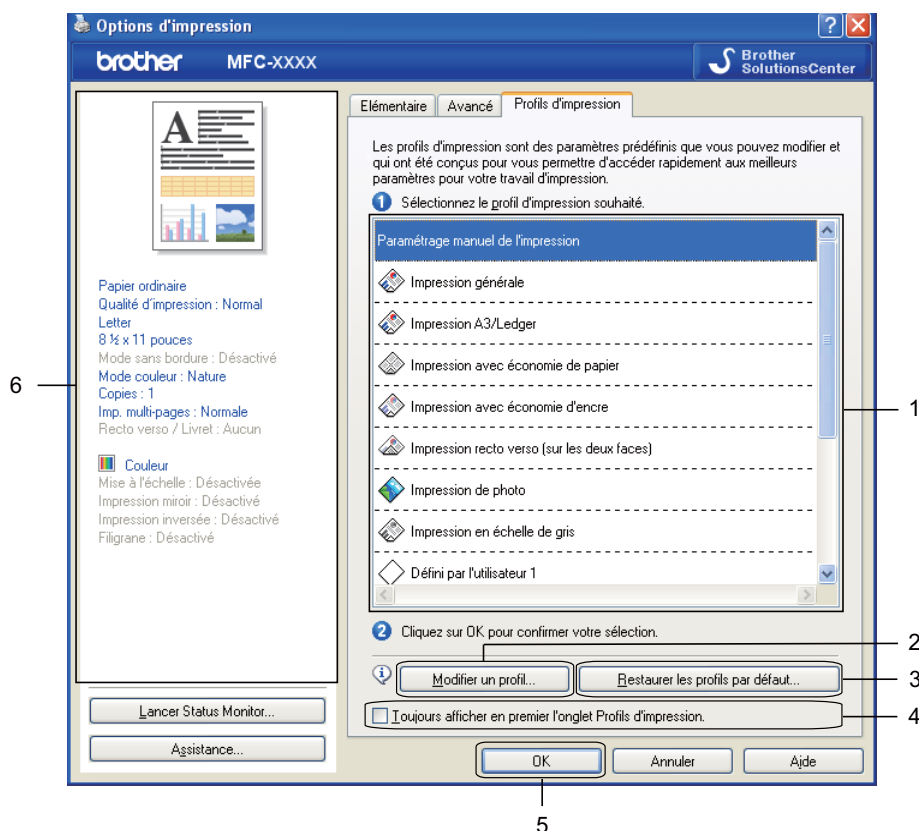 Options d'impression
brother MFC-XXXX
Brother
SolutionsCenter
A
Papier ordinaire
Qualité d'impression : Normal
Letter
8 ½ x 11 pouces
Mode sans bordure : Désactivé
Mode couleur : Nature
Copies : 1
Imp. multi-pages : Normale
Recto verso / Livret : Aucun
Couleur
Mise à l'échelle : Désactivée
Impression miroir : Désactivé
Impression inversée : Désactivé
Filigrane : Désactivé
Lancer Status Monitor...
Assistance...
6
Elémentaire
Avancé
Profils d'impression
Les profils d'impression sont des paramètres prédéfinis que vous pouvez modifier et
qui ont été conçus pour vous permettre d'accéder rapidement aux meilleurs
paramètres pour votre travail d'impression.
1 Sélectionnez le profil d'impression souhaité.
Paramétrage manuel de l'impression
Impression générale
Impression A3/Ledger
Impression avec économie de papier
Impression avec économie d'encre
Impression recto verso (sur les deux faces)
Impression de photo
Impression en échelle de gris
Défini par l'utilisateur 1
1
2 Cliquez sur OK pour confirmer votre sélection.
2
Modifier un profil...
Restaurer les profils par défaut...
3
Toujours afficher en premier l'onglet Profils d'impression.
4
OK
Annuler
Aide
5